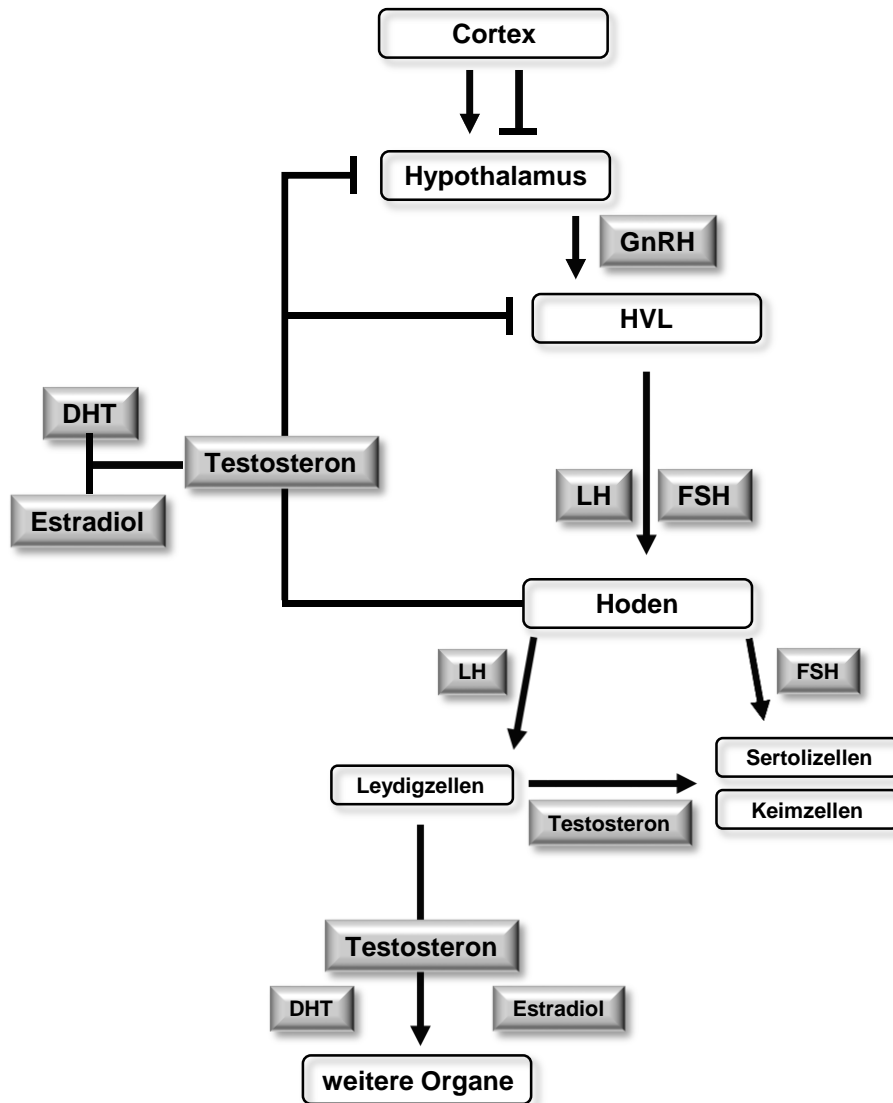 Cortex
Hypothalamus
GnRH
HVL
DHT
Testosteron
Estradiol
LH
FSH
Hoden
LH
FSH
Sertolizellen
Leydigzellen
Keimzellen
Testosteron
Testosteron
DHT
Estradiol
weitere Organe